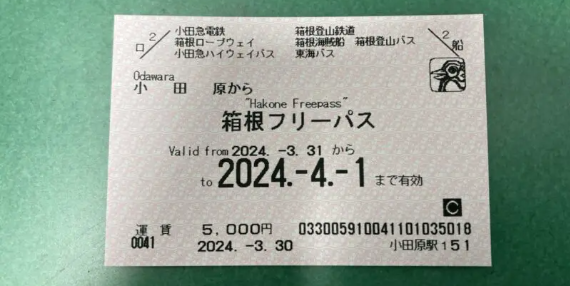 小田急電鉄 箱根登山鉄道
箱根ロープウェイ 箱根海賊船 箱根登山バス
小田急ハイウェイバス 東海バス
口 2 2 船
Odawara
小田原から
"Hakone Freepass"
箱根フリーパス
Valid from 2024. -3. 31 から
to 2024.-4.-1 まで有効
C
運賃 5,000円 03300591004110103501​8
0041 2024. -3. 30 小田原駅151